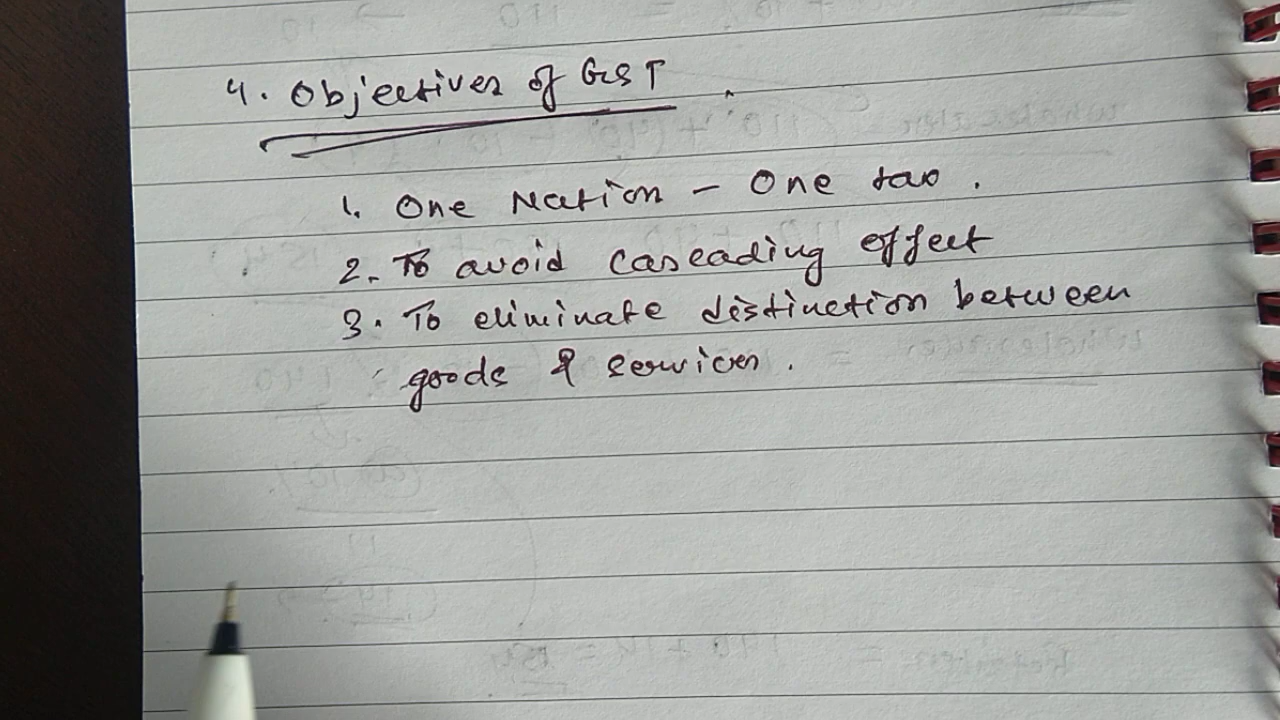 4. Objectives of GST
1. One Nation - One tax.
2. To avoid cascading effect
3. To eliminate distinction between
goods & services.